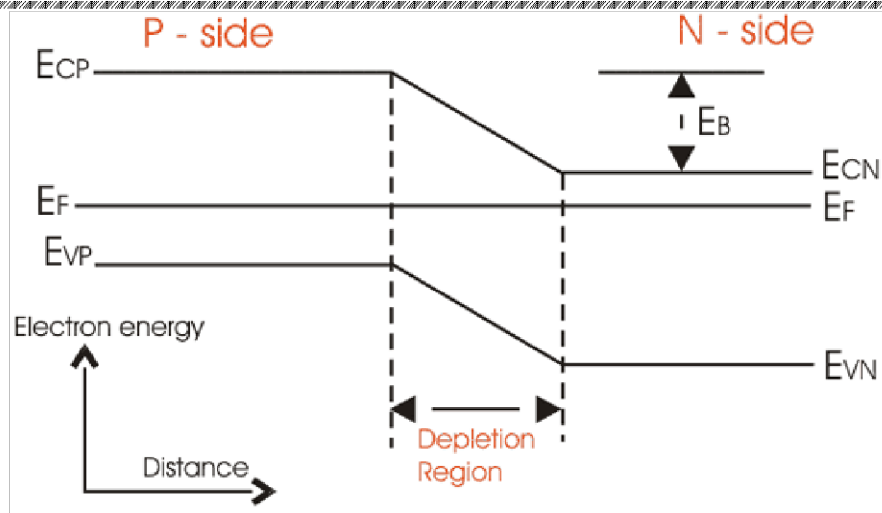 P - side
N - side
ECP
EB
ECN
EF
EF
EVP
Electron energy
EVN
Depletion
Region
Distance